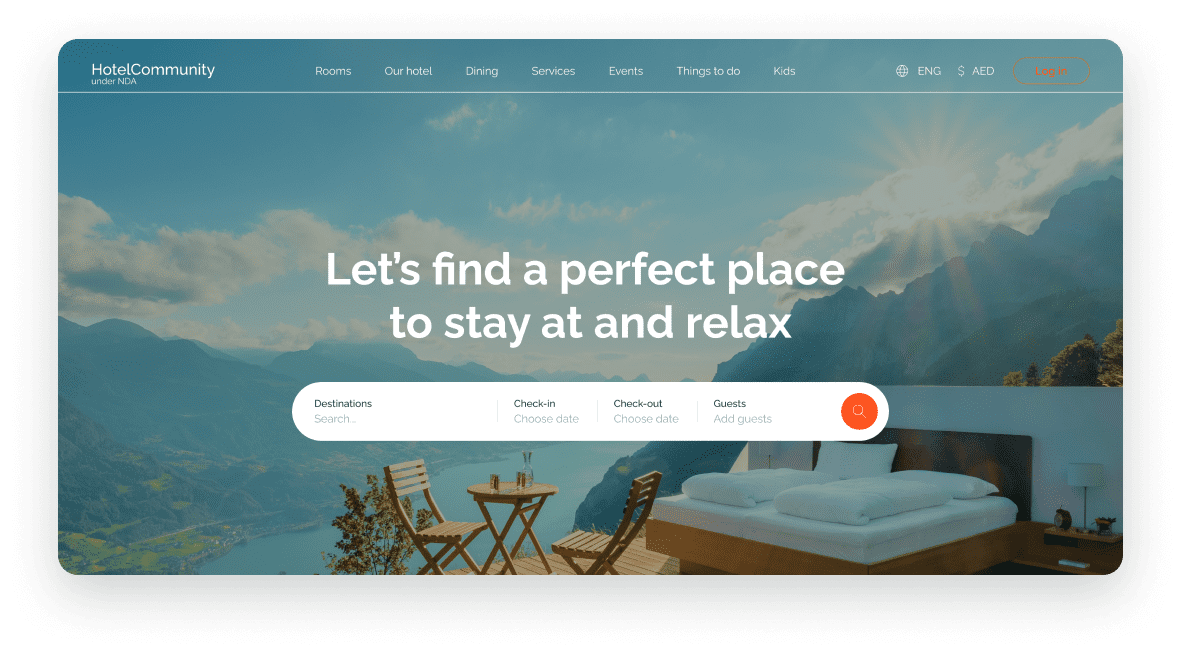 HotelCommunity
under NDA
Rooms Our hotel Dining Services Events Things to do Kids ENG $ AED Log in
Let's find a perfect place
to stay at and relax
Destinations Check-in Check-out Guests
Search... Choose date Choose date Add guests